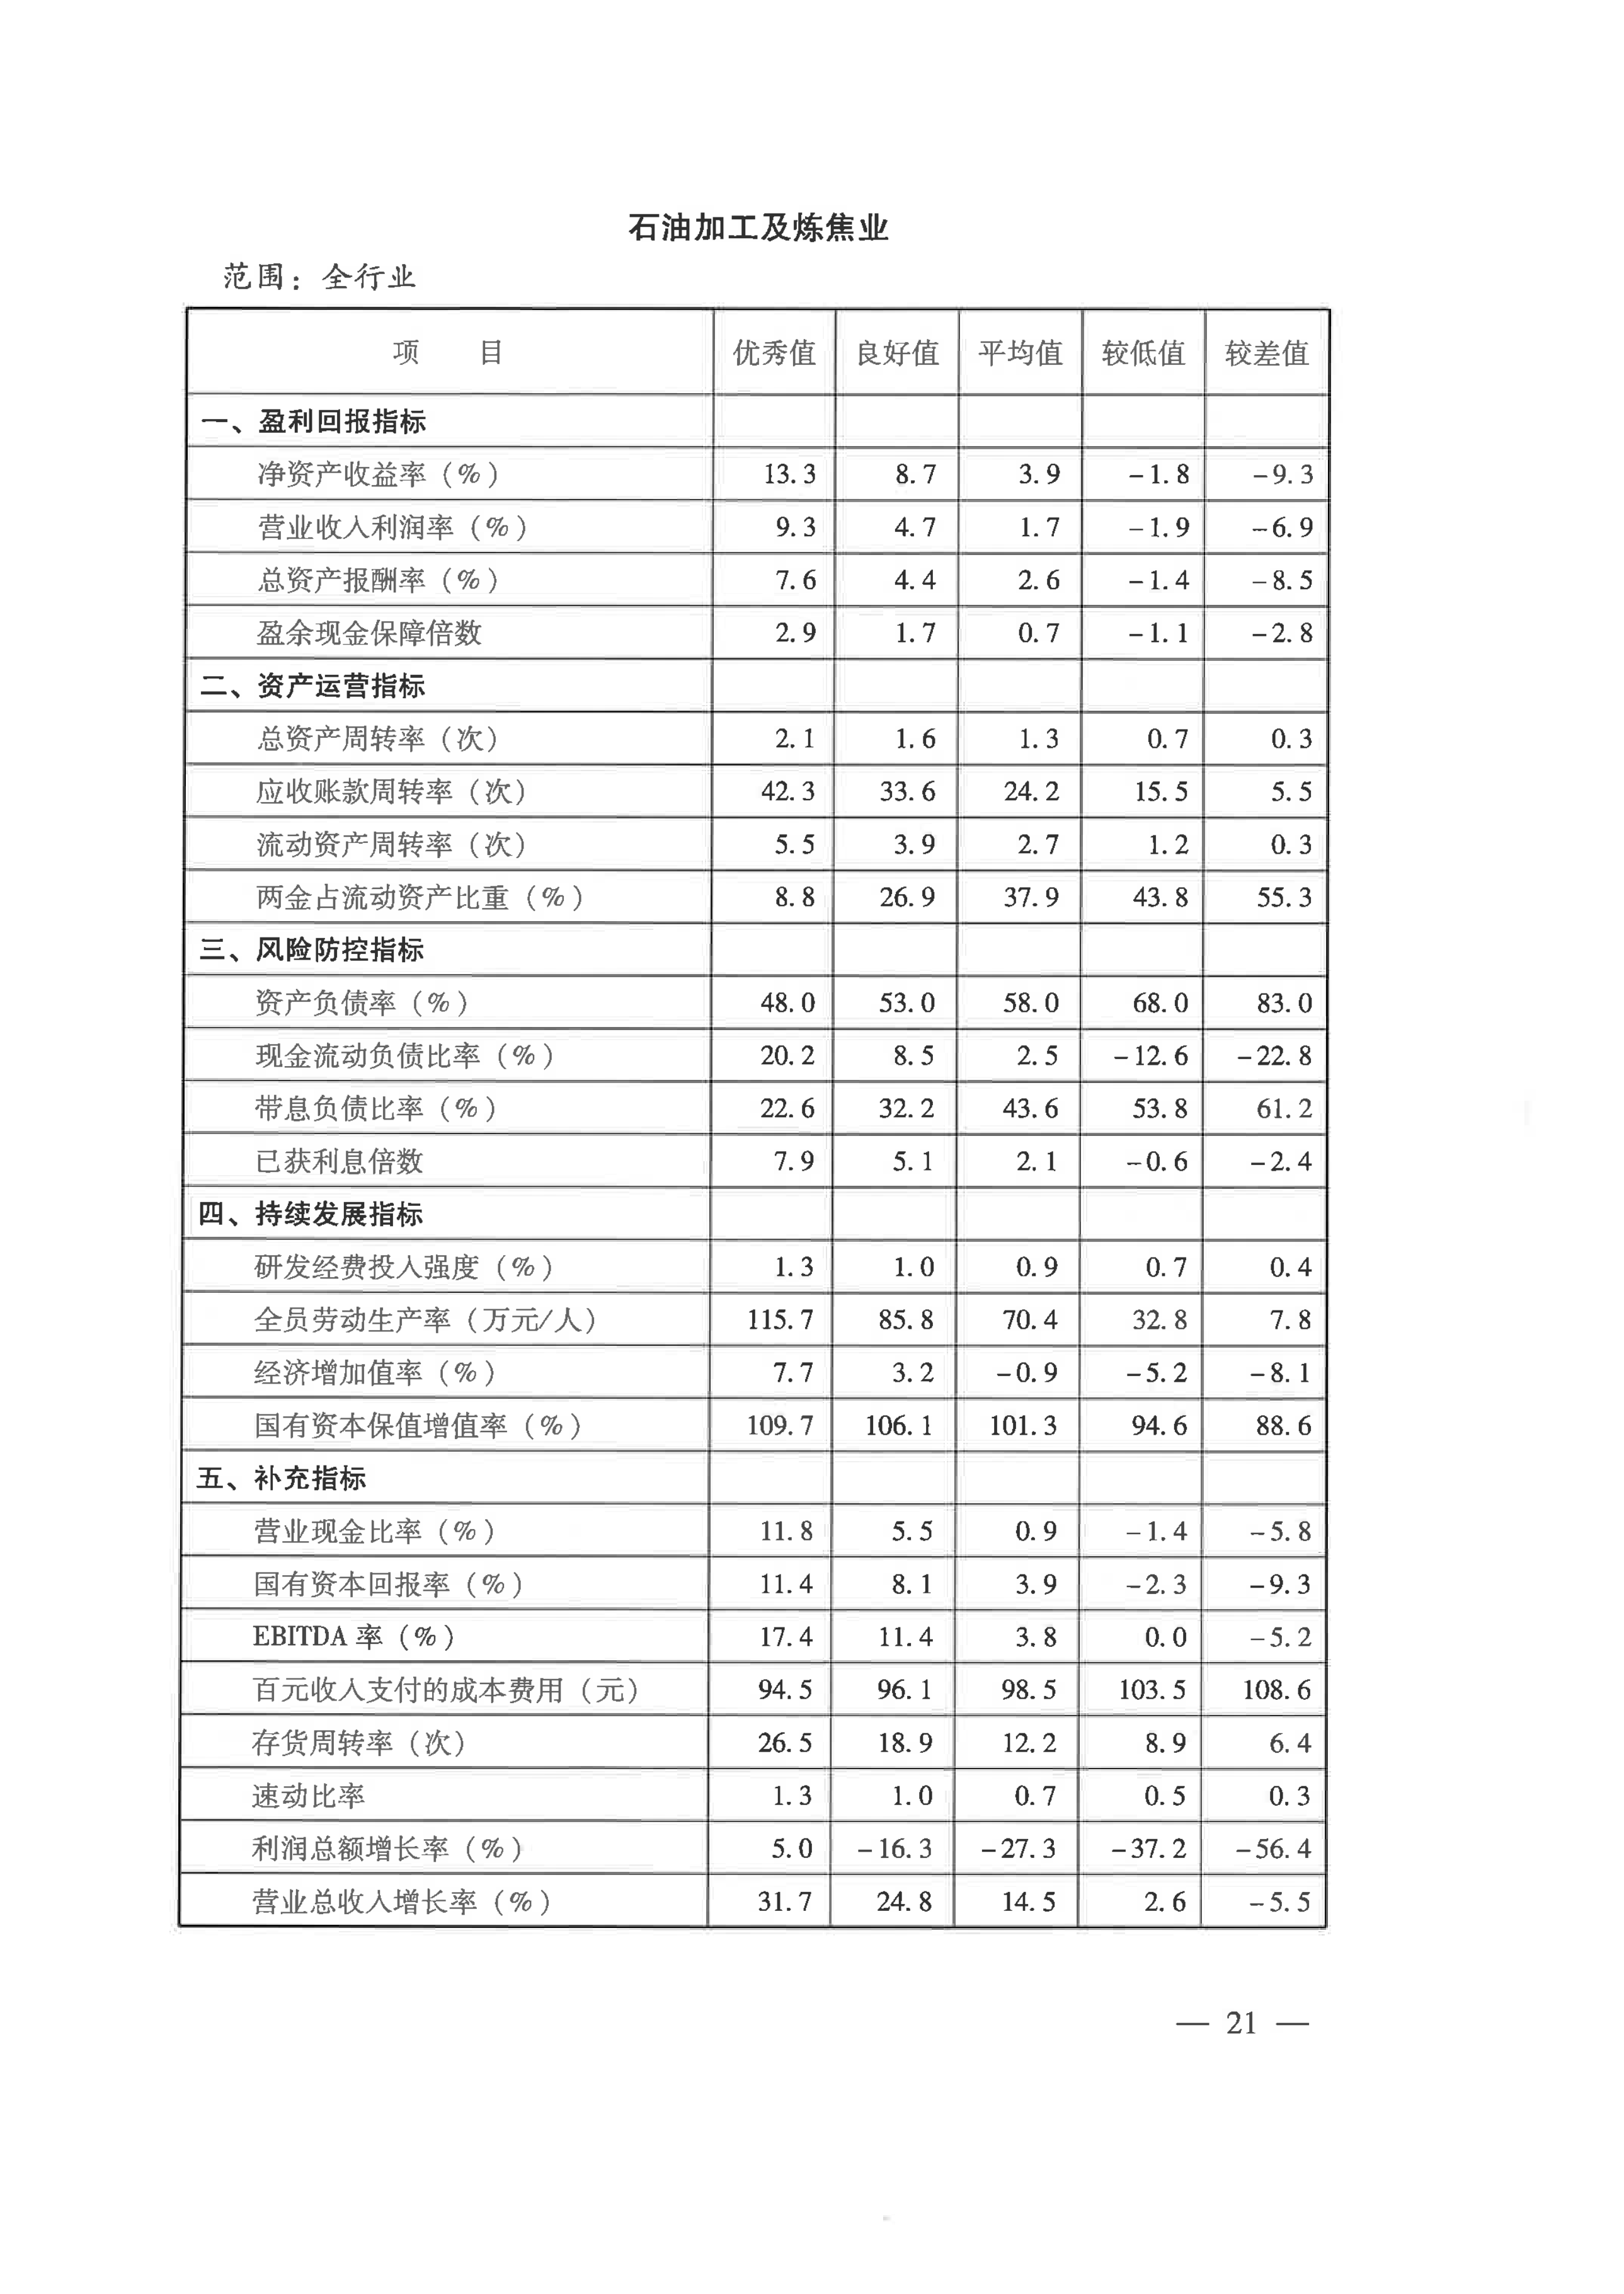 石油加工及炼焦业
范围：全行业
项 目 优秀值 良好值 平均值 较低值 较差值
一、盈利回报指标
净资产收益率（%） 13.3 8.7 3.9 -1.8 -9.3
营业收入利润率（%） 9.3 4.7 1.7 -1.9 -6.9
总资产报酬率（%） 7.6 4.4 2.6 -1.4 -8.5
盈余现金保障倍数 2.9 1.7 0.7 -1.1 -2.8
二、资产运营指标
总资产周转率（次） 2.1 1.6 1.3 0.7 0.3
应收账款周转率（次） 42.3 33.6 24.2 15.5 5.5
流动资产周转率（次） 5.5 3.9 2.7 1.2 0.3
两金占流动资产比重（%） 8.8 26.9 37.9 43.8 55.3
三、风险防控指标
资产负债率（%） 48.0 53.0 58.0 68.0 83.0
现金流动负债比率（%） 20.2 8.5 2.5 -12.6 -22.8
带息负债比率（%） 22.6 32.2 43.6 53.8 61.2
已获利息倍数 7.9 5.1 2.1 -0.6 -2.4
四、持续发展指标
研发经费投入强度（%） 1.3 1.0 0.9 0.7 0.4
全员劳动生产率（万元/人） 115.7 85.8 70.4 32.8 7.8
经济增加值率（%） 7.7 3.2 -0.9 -5.2 -8.1
国有资本保值增值率（%） 109.7 106.1 101.3 94.6 88.6
五、补充指标
营业现金比率（%） 11.8 5.5 0.9 -1.4 -5.8
国有资本回报率（%） 11.4 8.1 3.9 -2.3 -9.3
EBITDA 率（%） 17.4 11.4 3.8 0.0 -5.2
百元收入支付的成本费用（元） 94.5 96.1 98.5 103.5 108.6
存货周转率（次） 26.5 18.9 12.2 8.9 6.4
速动比率 1.3 1.0 0.7 0.5 0.3
利润总额增长率（%） 5.0 -16.3 -27.3 -37.2 -56.4
营业总收入增长率（%） 31.7 24.8 14.5 2.6 -5.5
— 21 —